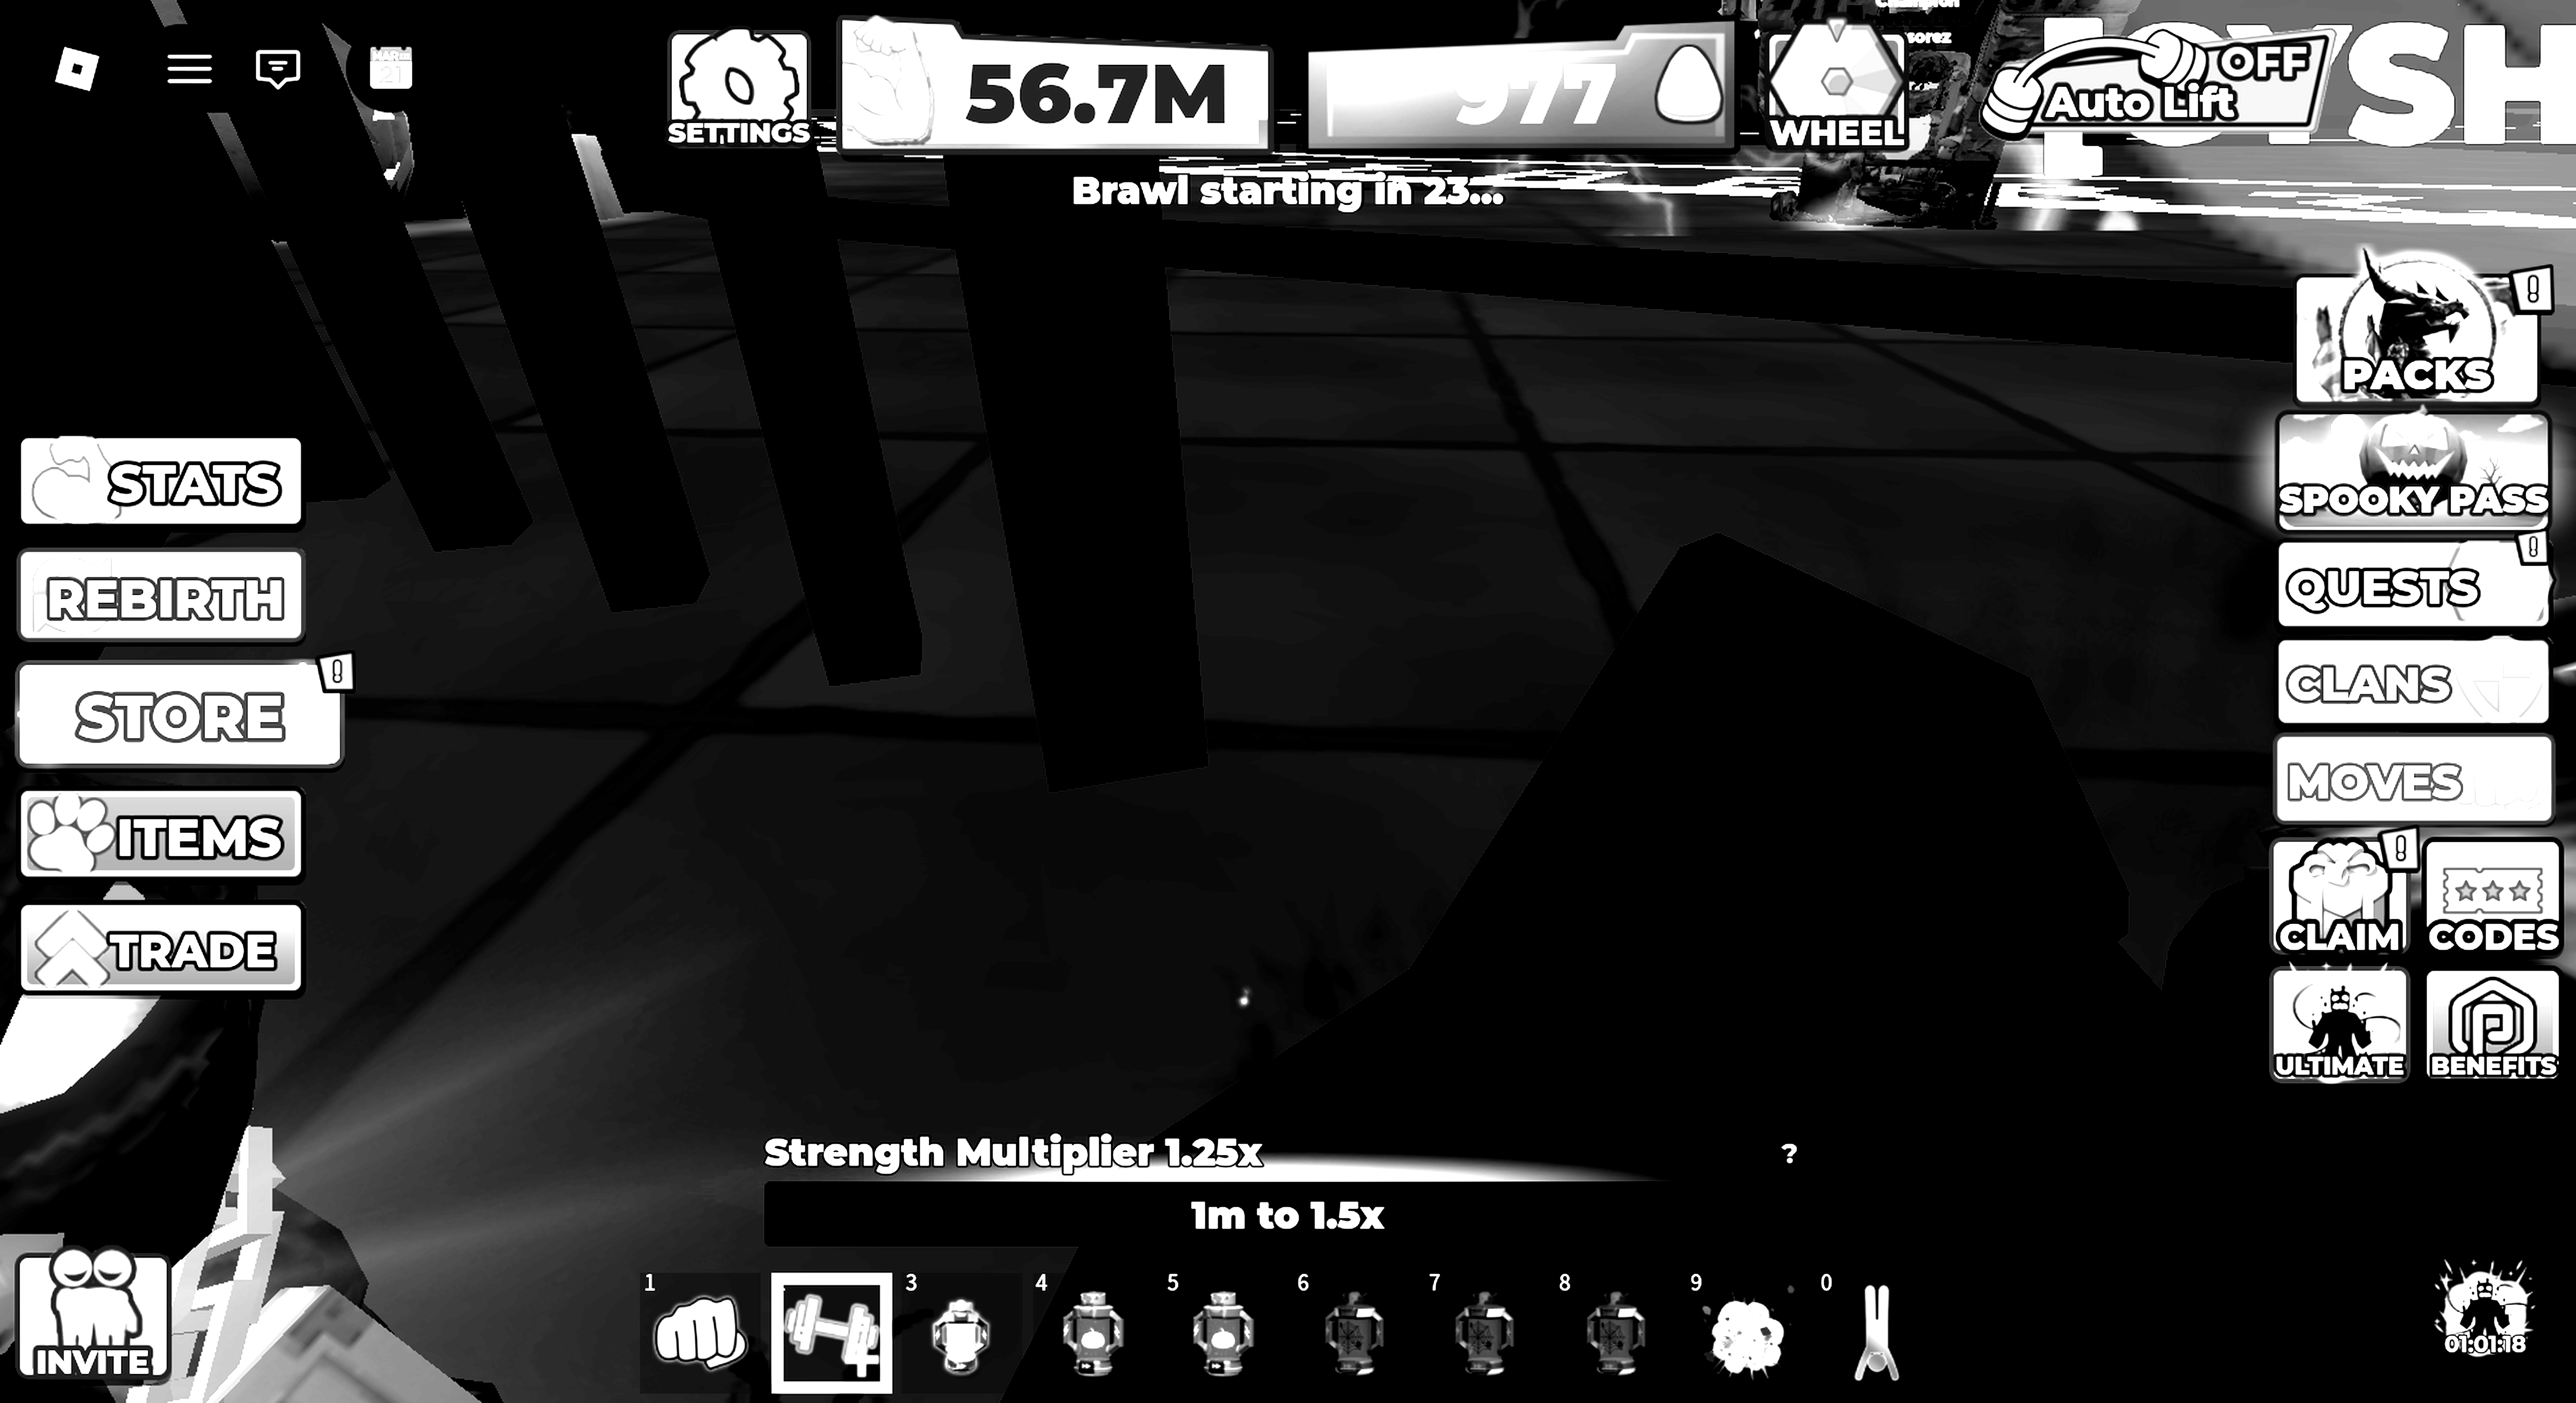 Champion
sorez
SETTINGS
56.7M
977
WHEEL
OFF
Auto Lift
Brawl starting in 23...
PACKS
SPOOKY PASS
STATS
QUESTS
REBIRTH
CLANS
STORE
MOVES
ITEMS
CLAIM
CODES
TRADE
ULTIMATE
BENEFITS
Strength Multiplier 1.25x
?
1m to 1.5x
INVITE
1
3
4
5
6
7
8
9
0
01:01:18